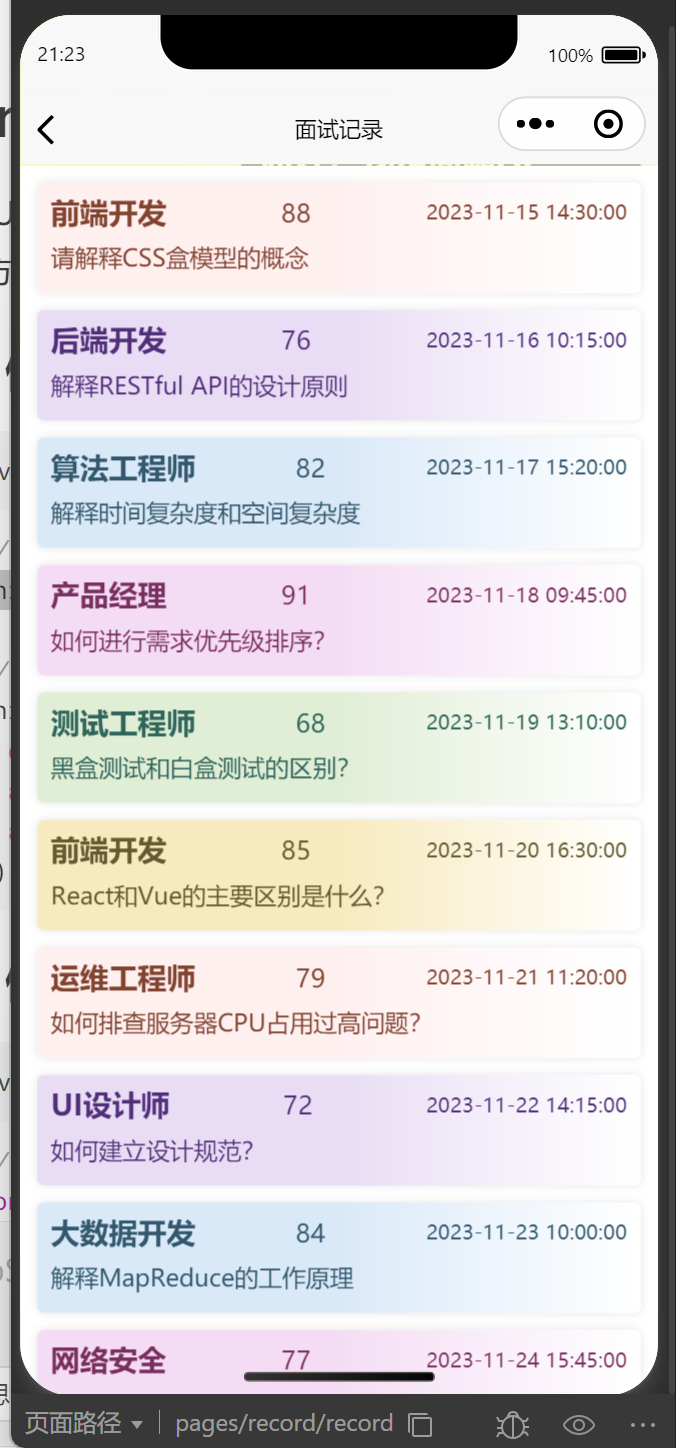 21:23
100%
面试记录
前端开发 88 2023-11-15 14:30:00
请解释CSS盒模型的概念
后端开发 76 2023-11-16 10:15:00
解释RESTful API的设计原则
算法工程师 82 2023-11-17 15:20:00
解释时间复杂度和空间复杂度
产品经理 91 2023-11-18 09:45:00
如何进行需求优先级排序?
测试工程师 68 2023-11-19 13:10:00
黑盒测试和白盒测试的区别?
前端开发 85 2023-11-20 16:30:00
React和Vue的主要区别是什么?
运维工程师 79 2023-11-21 11:20:00
如何排查服务器CPU占用过高问题?
UI设计师 72 2023-11-22 14:15:00
如何建立设计规范?
大数据开发 84 2023-11-23 10:00:00
解释MapReduce的工作原理
网络安全 77 2023-11-24 15:45:00
页面路径 pages/record/record